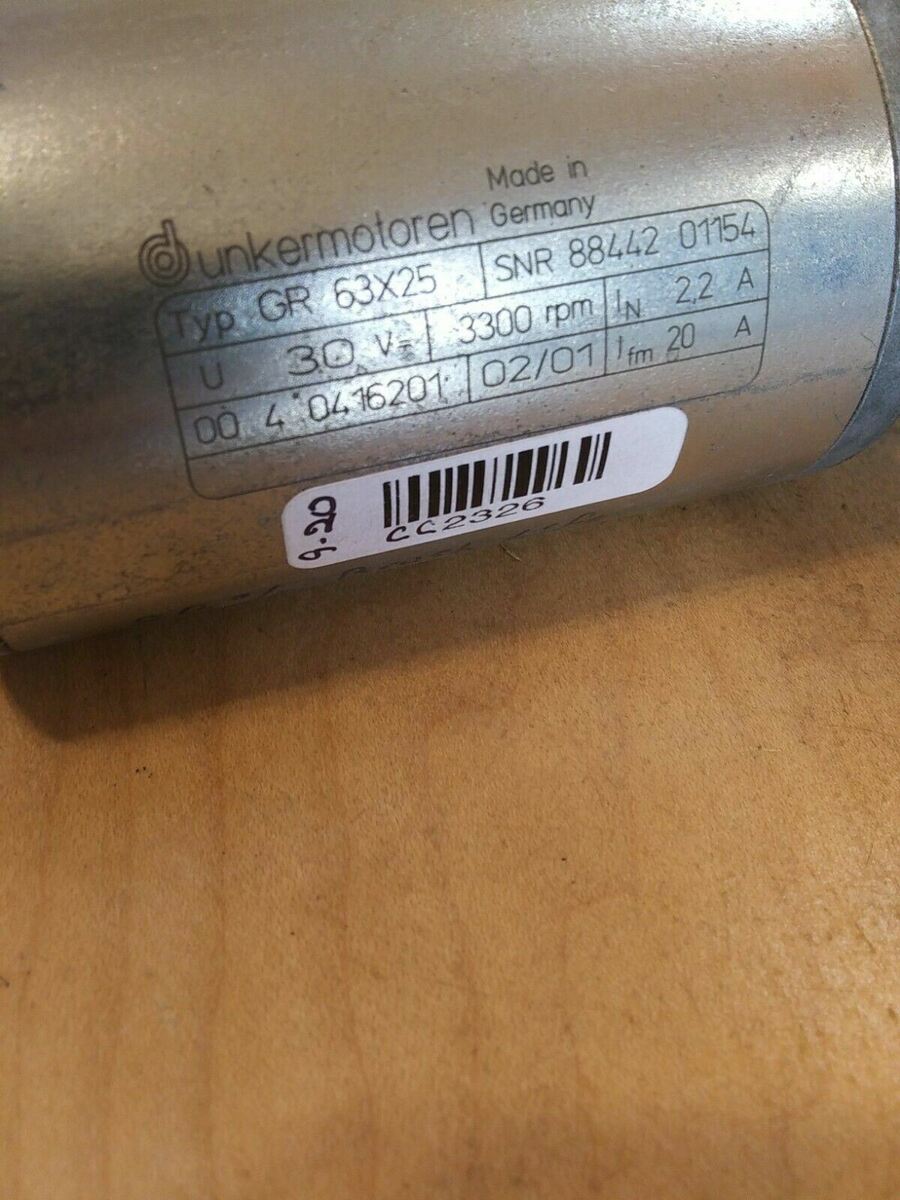 Made in
dunkermotoren Germany
Typ GR 63X25 SNR 88442 01154
U 30 V= 3300 rpm IN 2,2 A
00 4 0416201 02/01 Ifm 20 A
9.20
CC2326